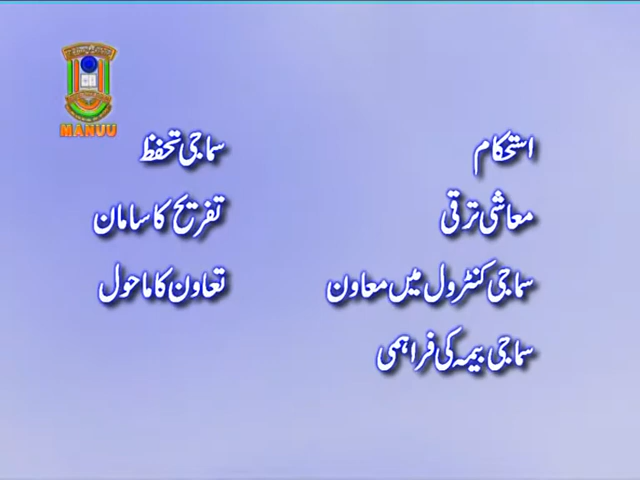 استحکام
سماجی تحفظ
معاشی ترقی
تفریح کا سامان
سماجی کنٹرول میں معاون
تعاون کا ماحول
سماجی بیمہ کی فراہمی
MANUU